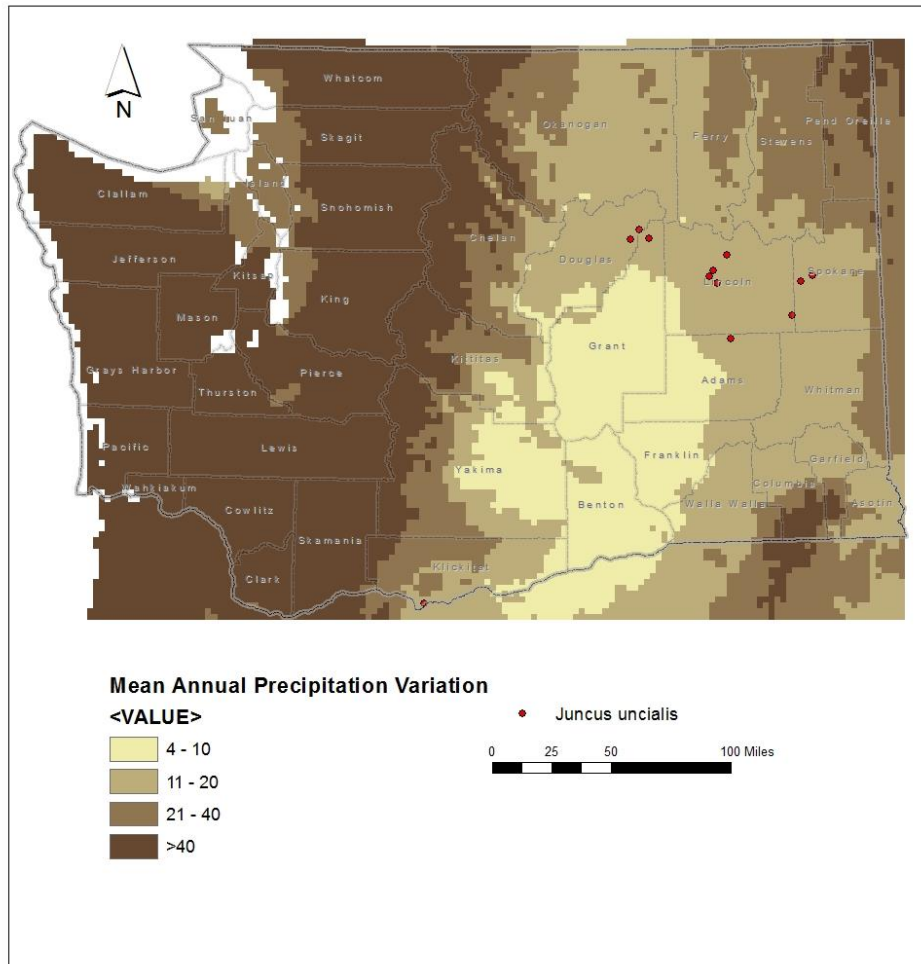 N
Whatcom
San Juan
Skagit
Okanogan
Ferry
Stevens
Pend Oreille
Clallam
Island
Snohomish
Chelan
Jefferson
Kitsap
Douglas
Lincoln
Spokane
Mason
King
Grant
Grays Harbor
Kittitas
Thurston
Pierce
Adams
Whitman
Pacific
Lewis
Yakima
Franklin
Garfield
Wahkiakum
Columbia
Cowlitz
Benton
Walla Walla
Asotin
Skamania
Klickitat
Clark
Mean Annual Precipitation Variation
<VALUE>
4 - 10
11 - 20
21 - 40
>40
Juncus uncialis
0 25 50 100 Miles